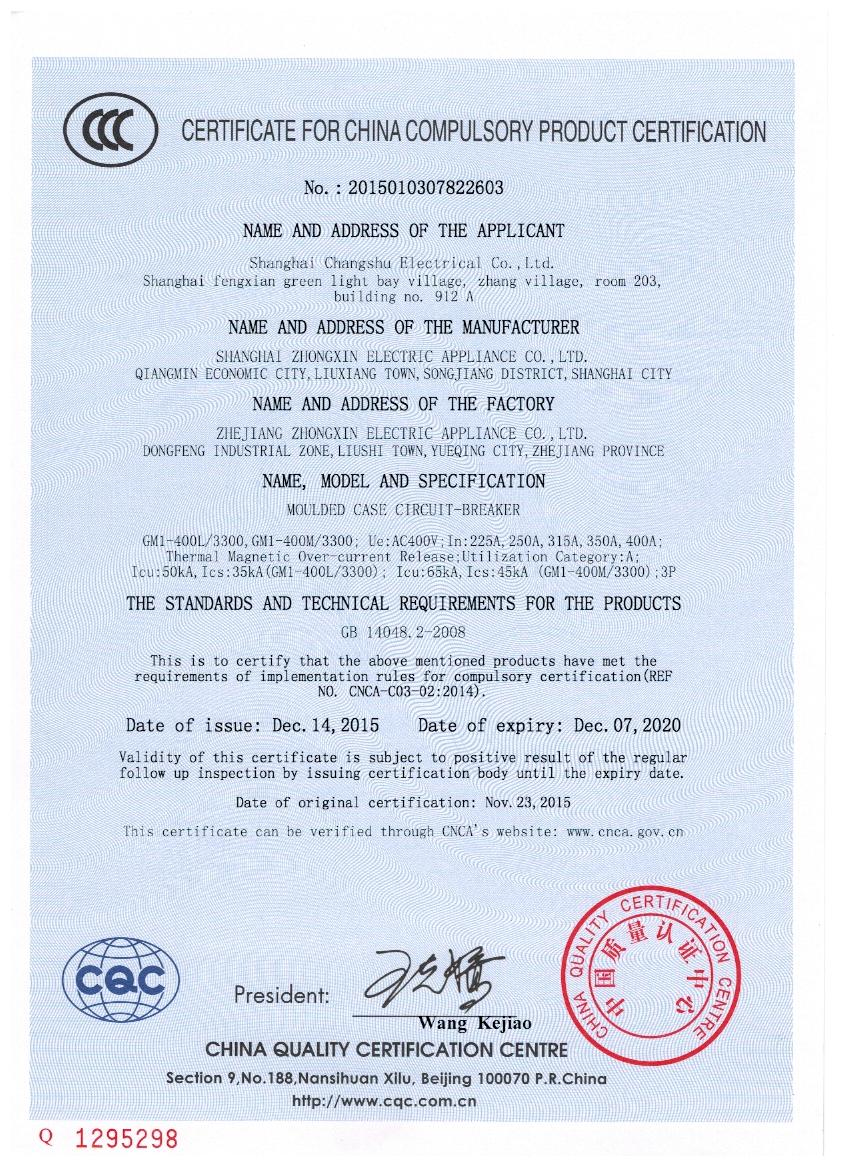 CCC
CERTIFICATE FOR CHINA COMPULSORY PRODUCT CERTIFICATION
No.: 2015010307822603
NAME AND ADDRESS OF THE APPLICANT
Shanghai Changshu Electrical Co.,Ltd.
Shanghai fengxian green light bay village, zhang village, room 203,
building no. 912 A
NAME AND ADDRESS OF THE MANUFACTURER
SHANGHAI ZHONGXIN ELECTRIC APPLIANCE CO.,LTD.
QIANGMIN ECONOMIC CITY,LIUXIANG TOWN,SONGJIANG DISTRICT,SHANGHAI CITY
NAME AND ADDRESS OF THE FACTORY
ZHEJIANG ZHONGXIN ELECTRIC APPLIANCE CO.,LTD.
DONGFENG INDUSTRIAL ZONE,LIUSHI TOWN,YUEQING CITY,ZHEJIANG PROVINCE
NAME, MODEL AND SPECIFICATION
MOULDED CASE CIRCUIT-BREAKER
GM1-400L/3300,GM1-400M/3300; Ue:AC400V;In:225A,250A,315A,350A,400A;
Thermal Magnetic Over-current Release;Utilization Category:A;
Icu:50kA,Ics:35kA(GM1-400L/3300); Icu:65kA,Ics:45kA (GM1-400M/3300);3P
THE STANDARDS AND TECHNICAL REQUIREMENTS FOR THE PRODUCTS
GB 14048.2-2008
This is to certify that the above mentioned products have met the
requirements of implementation rules for compulsory certification(REF
NO. CNCA-C03-02:2014).
Date of issue: Dec.14,2015 Date of expiry: Dec.07,2020
Validity of this certificate is subject to positive result of the regular
follow up inspection by issuing certification body until the expiry date.
Date of original certification: Nov.23,2015
This certificate can be verified through CNCA's website: www.cnca.gov.cn
CQC
President:
王克娇
Wang Kejiao
CHINA QUALITY CERTIFICATION CENTRE
中国质量认证中心
CHINA QUALITY CERTIFICATION CENTRE
Section 9,No.188,Nansihuan Xilu, Beijing 100070 P.R.China
http://www.cqc.com.cn
Q 1295298